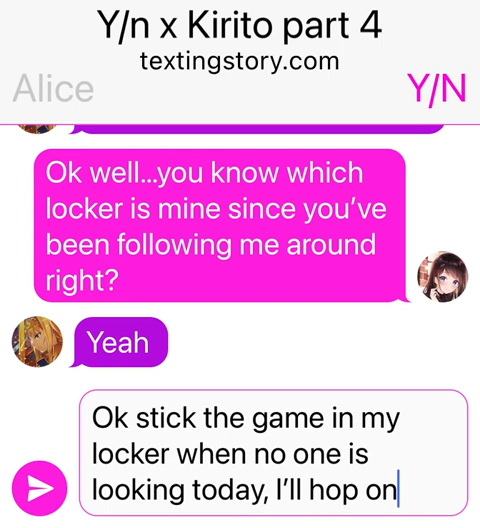 Y/n x Kirito part 4
textingstory.com
Alice
Y/N
Ok well...you know which
locker is mine since you've
been following me around
right?
Yeah
Ok stick the game in my
locker when no one is
looking today, I'll hop on